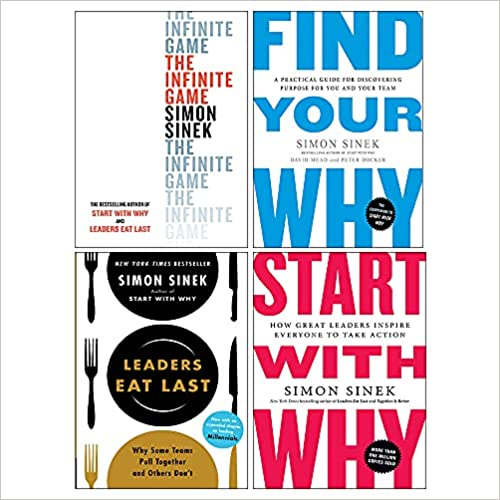 THE
INFINITE
GAME
THE
INFINITE
GAME
SIMON
SINEK
THE
INFINITE
GAME
THE
INFINITE
GAME
THE BESTSELLING AUTHOR OF
START WITH WHY
AND
LEADERS EAT LAST
FIND
A PRACTICAL GUIDE FOR DISCOVERING
PURPOSE FOR YOU AND YOUR TEAM
YOUR
SIMON SINEK
BESTSELLING AUTHOR OF START WITH WHY
DAVID MEAD AND PETER DOCKER
WHY
THE
COMPANION TO
START WITH
WHY
NEW YORK TIMES BESTSELLER
SIMON SINEK
Author of
START WITH WHY
LEADERS
EAT LAST
Now with an
expanded chapter
on leading
Millennials
Why Some Teams
Pull Together
and Others Don't
START
HOW GREAT LEADERS INSPIRE
EVERYONE TO TAKE ACTION
WITH
SIMON SINEK
New York Times bestselling author of Leaders Eat Last and Together Is Better
WHY
MORE THAN
ONE MILLION
COPIES SOLD